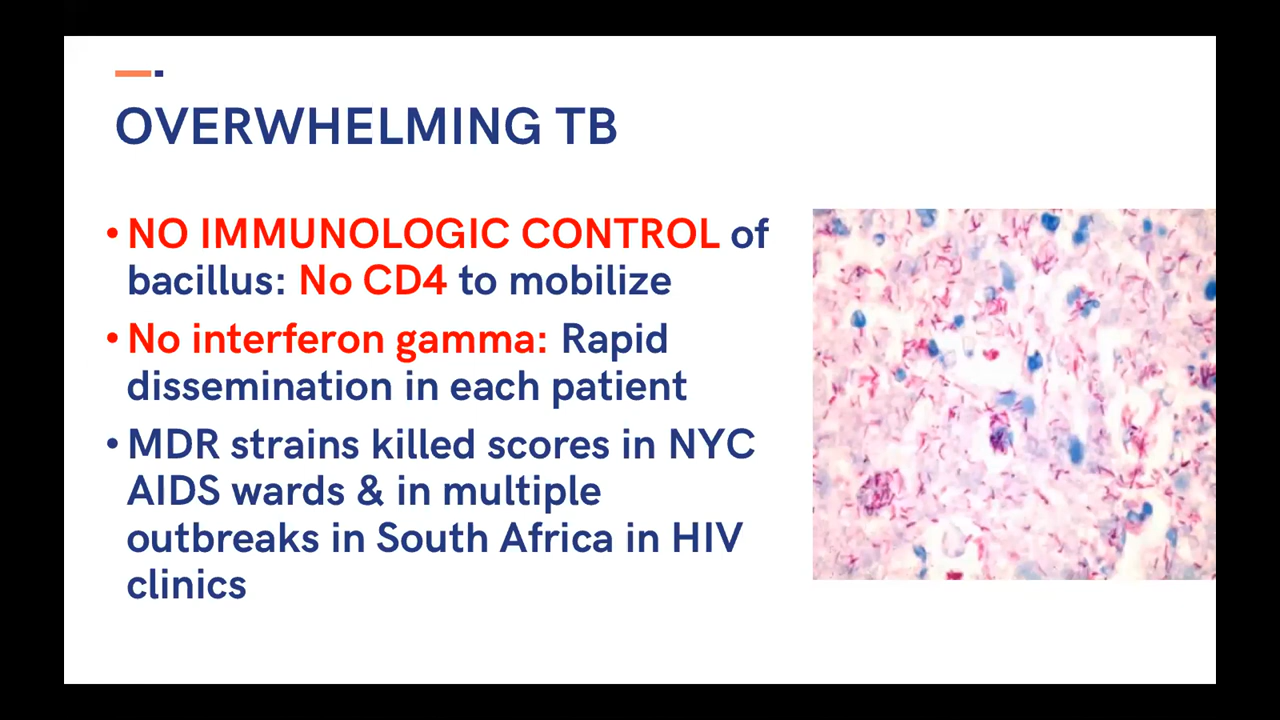 OVERWHELMING TB
• NO IMMUNOLOGIC CONTROL of
bacillus: No CD4 to mobilize
• No interferon gamma: Rapid
dissemination in each patient
• MDR strains killed scores in NYC
AIDS wards & in multiple
outbreaks in South Africa in HIV
clinics